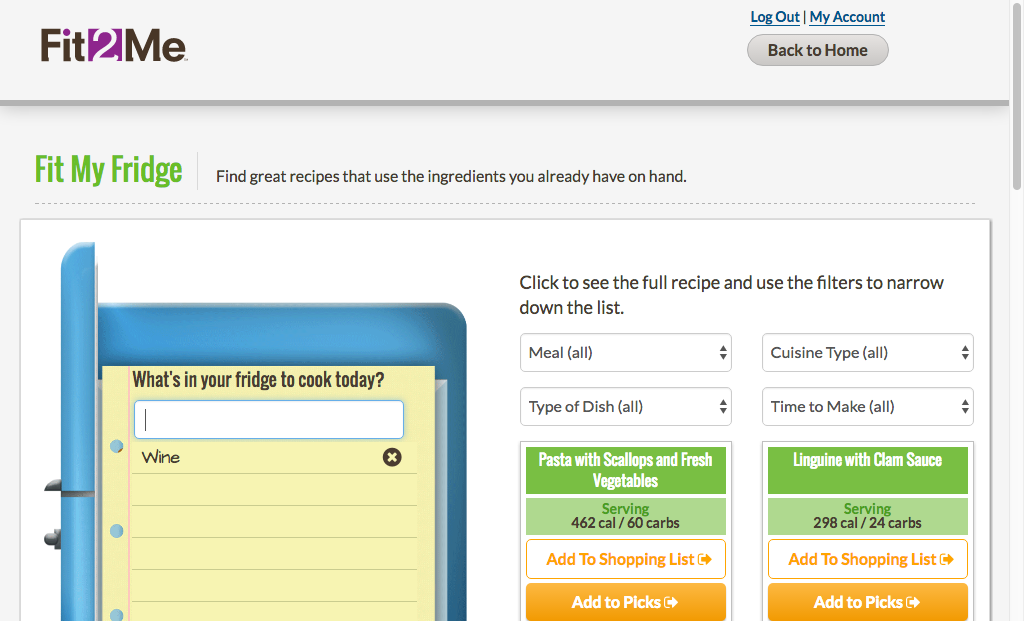 Log Out | My Account
Fit2Me
Back to Home
Fit My Fridge
Find great recipes that use the ingredients you already have on hand.
Click to see the full recipe and use the filters to narrow
down the list.
Meal (all)
Cuisine Type (all)
Type of Dish (all)
Time to Make (all)
What's in your fridge to cook today?
Wine
Pasta with Scallops and Fresh
Vegetables
Serving
462 cal / 60 carbs
Add To Shopping List
Add to Picks
Linguine with Clam Sauce
Serving
298 cal / 24 carbs
Add To Shopping List
Add to Picks